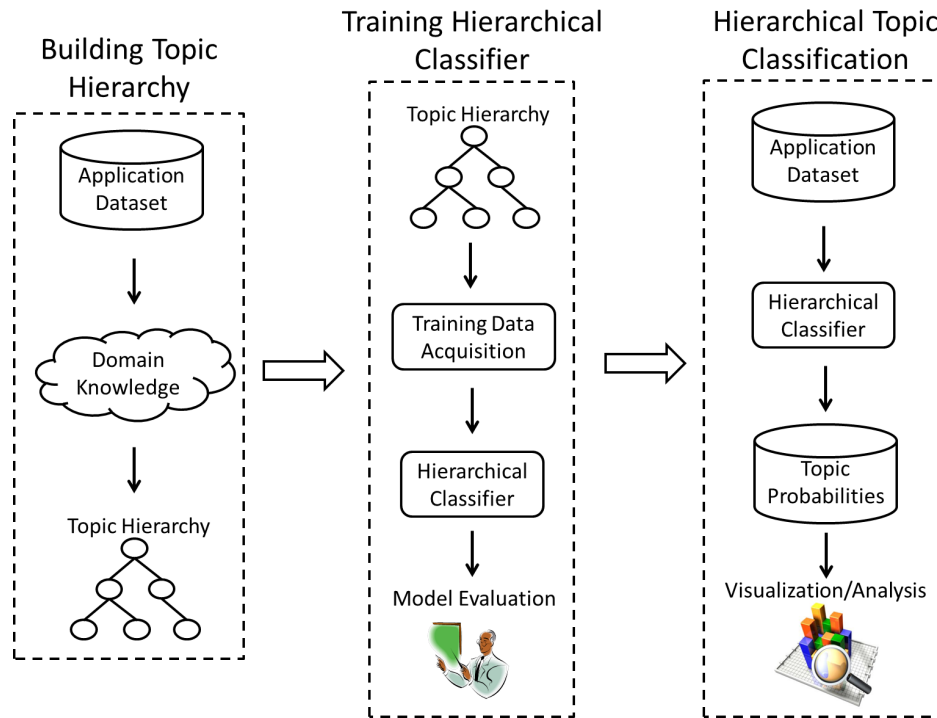 Building Topic
Hierarchy
Application
Dataset
Domain
Knowledge
Topic Hierarchy
Training Hierarchical
Classifier
Topic Hierarchy
Training Data
Acquisition
Hierarchical
Classifier
Model Evaluation
Hierarchical Topic
Classification
Application
Dataset
Hierarchical
Classifier
Topic
Probabilities
Visualization/Analysis